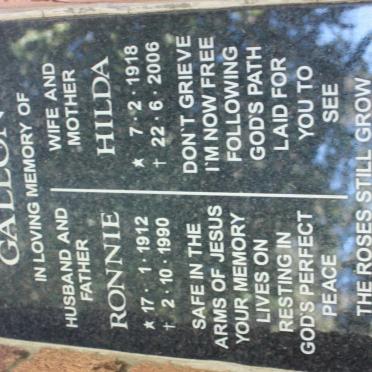 GALLON
IN LOVING MEMORY OF
HUSBAND AND
FATHER
RONNIE
★ 17 · 1 · 1912
† 2 · 10 · 1990
SAFE IN THE
ARMS OF JESUS
YOUR MEMORY
LIVES ON
RESTING IN
GOD'S PERFECT
PEACE
WIFE AND
MOTHER
HILDA
★ 7 · 2 · 1918
† 22 · 6 · 2006
DON'T GRIEVE
I'M NOW FREE
FOLLOWING
GOD'S PATH
LAID FOR
YOU TO
SEE
THE ROSES STILL GROW